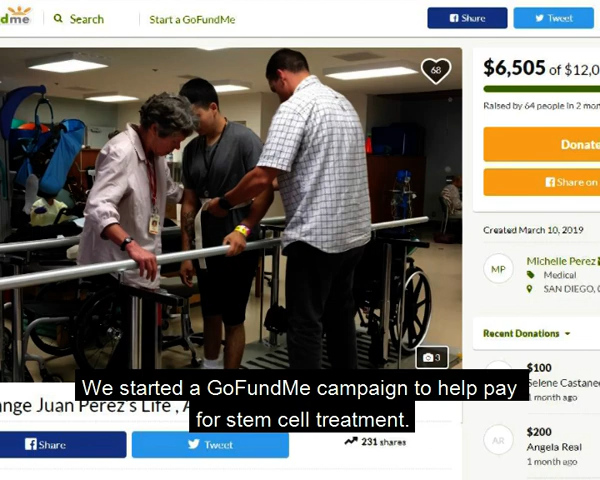 dme Search Start a GoFundMe Share Tweet
68
$6,505 of $12,0
Raised by 64 people in 2 mon
Donate
Share on
Created March 10, 2019
MP Michelle Perez
Medical
SAN DIEGO, C
Recent Donations
3
$100
Selene Castane
1 month ago
We started a GoFundMe campaign to help pay
for stem cell treatment.
nge Juan Perez's Life , A
Share Tweet 231 shares
AR $200
Angela Real
1 month ago